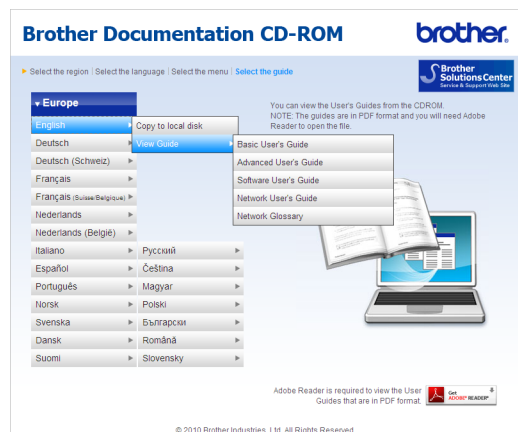 Brother Documentation CD-ROM
brother
Select the region | Select the language | Select the menu | Select the guide
Brother
Solutions Center
Service & Support Web Site
Europe
You can view the User's Guides from the CDROM.
NOTE: The guides are in PDF format and you will need Adobe
Reader to open the file.
English
Copy to local disk
Deutsch
View Guide
Basic User's Guide
Deutsch (Schweiz)
Advanced User's Guide
Français
Software User's Guide
Français (Suisse/Belgique)
Network User's Guide
Nederlands
Network Glossary
Nederlands (België)
Italiano
Русский
Español
Čeština
Português
Magyar
Norsk
Polski
Svenska
Български
Dansk
Română
Suomi
Slovensky
Adobe Reader is required to view the User
Guides that are in PDF format.
Get
ADOBE® READER®
© 2010 Brother Industries, Ltd. All Rights Reserved.